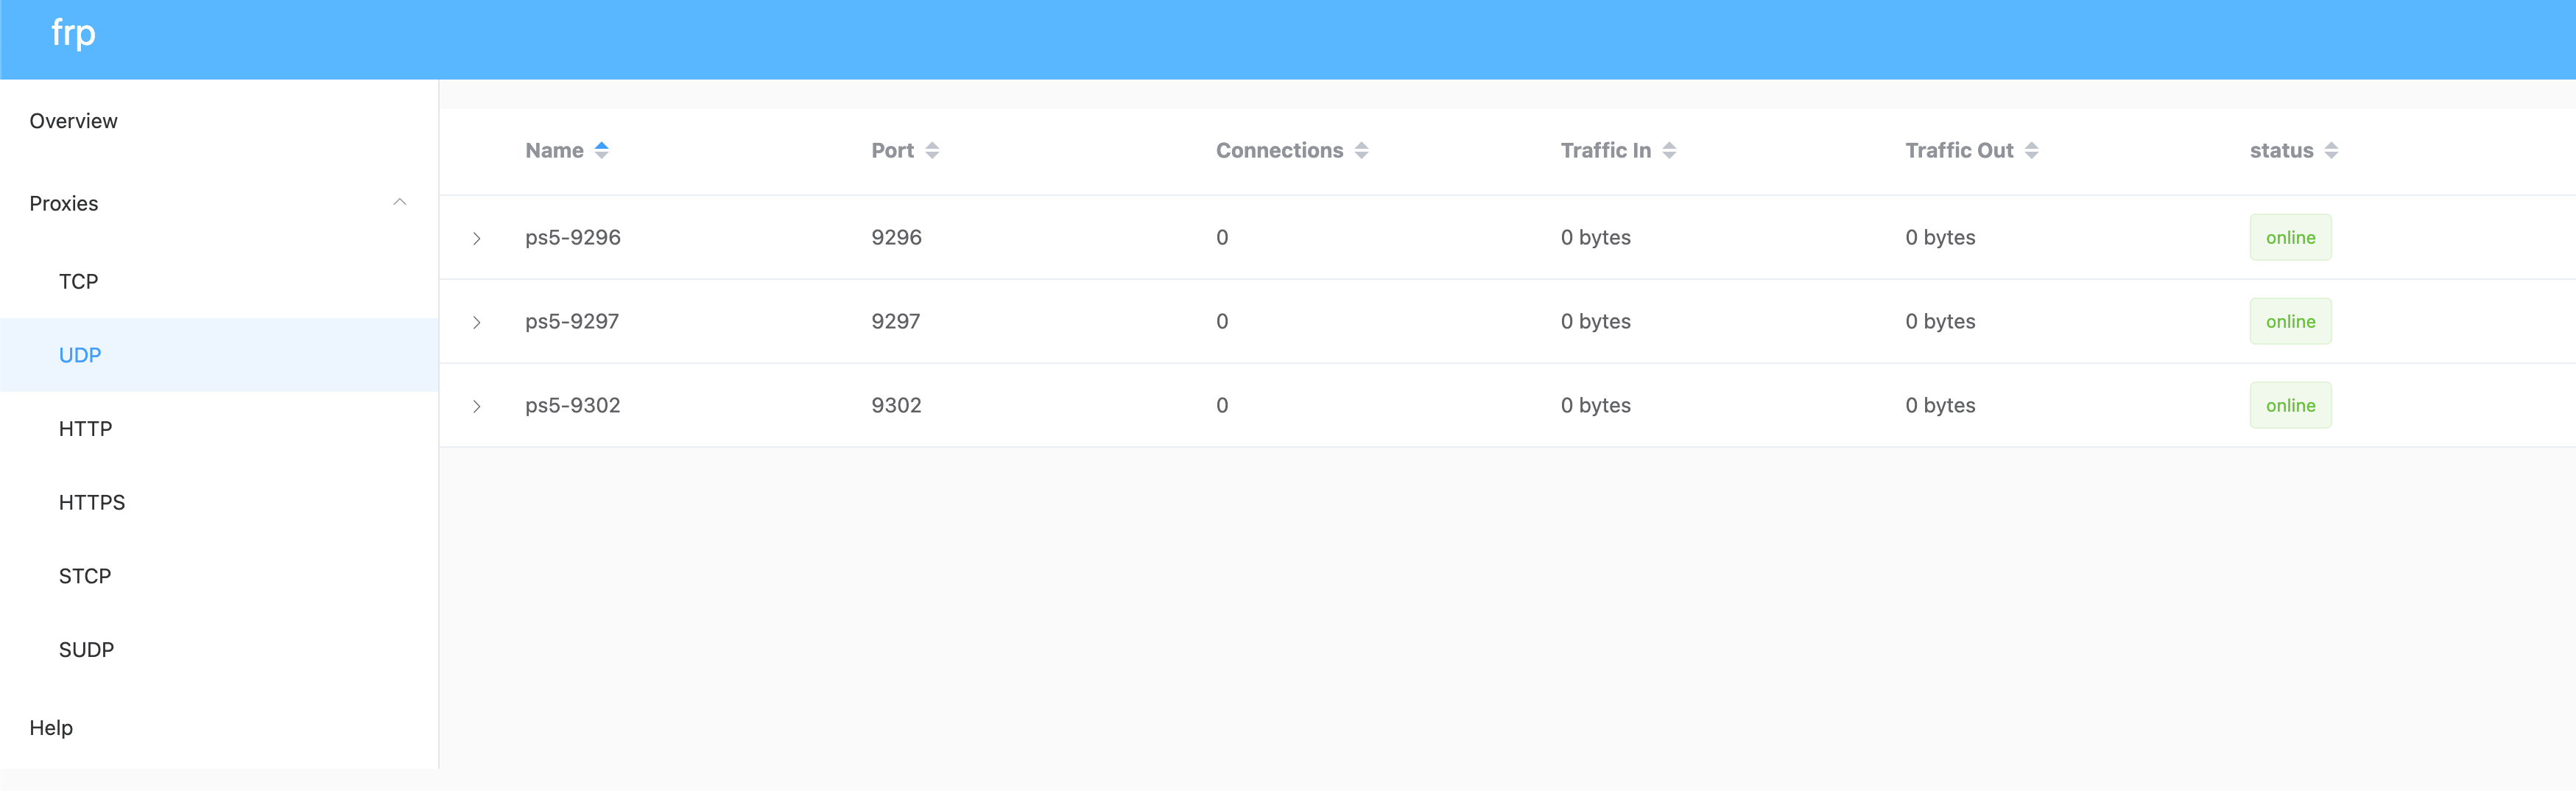 frp
Overview
Proxies
TCP
UDP
HTTP
HTTPS
STCP
SUDP
Help
Name Port Connections Traffic In Traffic Out status
ps5-9296 9296 0 0 bytes 0 bytes online
ps5-9297 9297 0 0 bytes 0 bytes online
ps5-9302 9302 0 0 bytes 0 bytes online